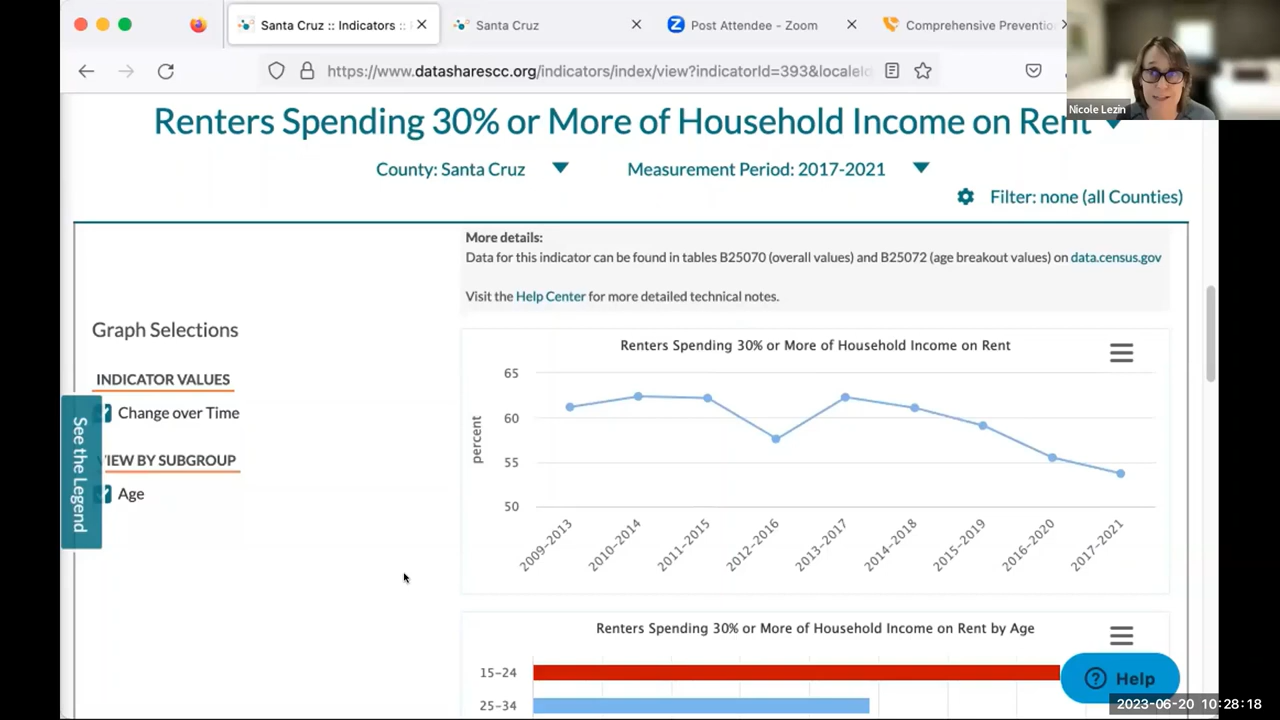 Santa Cruz :: Indicators ::
Santa Cruz
Post Attendee - Zoom
Comprehensive Preventio
https://www.datasharescc.org/indicators/index/view?indicatorId=393&localeId
Nicole Lezin
Renters Spending 30% or More of Household Income on Rent
County: Santa Cruz
Measurement Period: 2017-2021
Filter: none (all Counties)
More details:
Data for this indicator can be found in tables B25070 (overall values) and B25072 (age breakout values) on data.census.gov
Visit the Help Center for more detailed technical notes.
Graph Selections
INDICATOR VALUES
Change over Time
VIEW BY SUBGROUP
Age
See the Legend
Renters Spending 30% or More of Household Income on Rent
percent
65
60
55
50
2009-2013
2010-2014
2011-2015
2012-2016
2013-2017
2014-2018
2015-2019
2016-2020
2017-2021
Renters Spending 30% or More of Household Income on Rent by Age
15-24
25-34
Help
2023-06-20 10:28:18